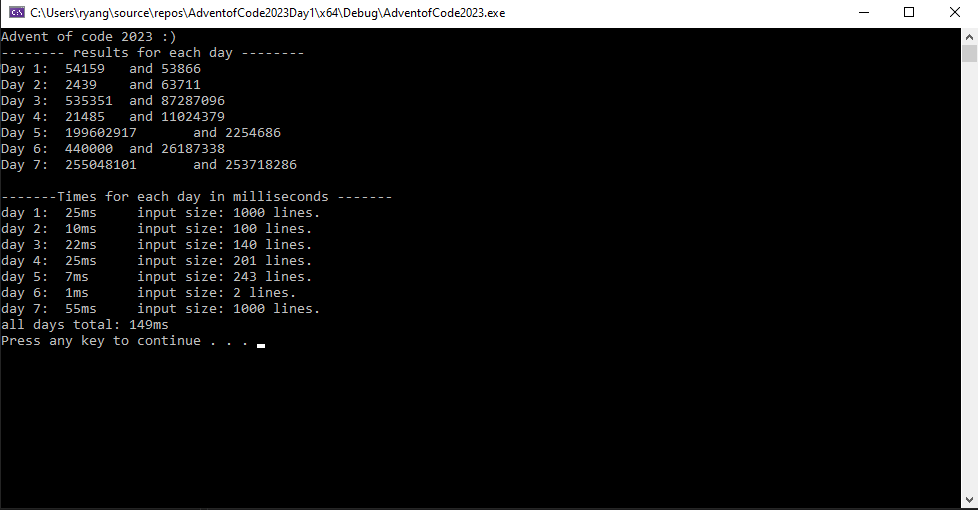 C:\Users\ryang\source\repos\AdventofCode2023Day1\x64\Debug\AdventofCode2023.exe
Advent of code 2023 :)
-------- results for each day --------
Day 1:  54159   and 53866
Day 2:  2439    and 63711
Day 3:  535351  and 87287096
Day 4:  21485   and 11024379
Day 5:  199602917       and 2254686
Day 6:  440000  and 26187338
Day 7:  255048101       and 253718286
-------Times for each day in milliseconds -------
day 1:  25ms     input size: 1000 lines.
day 2:  10ms     input size: 100 lines.
day 3:  22ms     input size: 140 lines.
day 4:  25ms     input size: 201 lines.
day 5:  7ms      input size: 243 lines.
day 6:  1ms      input size: 2 lines.
day 7:  55ms     input size: 1000 lines.
all days total: 149ms
Press any key to continue . . .